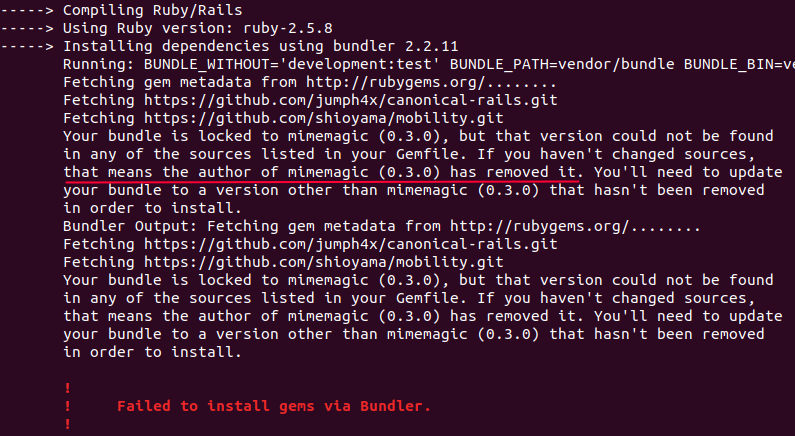 -----> Compiling Ruby/Rails
-----> Using Ruby version: ruby-2.5.8
-----> Installing dependencies using bundler 2.2.11
Running: BUNDLE_WITHOUT='development:test' BUNDLE_PATH=vendor/bundle BUNDLE_BIN=ve
Fetching gem metadata from http://rubygems.org/........
Fetching https://github.com/jumph4x/canonical-rails.git
Fetching https://github.com/shioyama/mobility.git
Your bundle is locked to mimemagic (0.3.0), but that version could not be found
in any of the sources listed in your Gemfile. If you haven't changed sources,
that means the author of mimemagic (0.3.0) has removed it. You'll need to update
your bundle to a version other than mimemagic (0.3.0) that hasn't been removed
in order to install.
Bundler Output: Fetching gem metadata from http://rubygems.org/........
Fetching https://github.com/jumph4x/canonical-rails.git
Fetching https://github.com/shioyama/mobility.git
Your bundle is locked to mimemagic (0.3.0), but that version could not be found
in any of the sources listed in your Gemfile. If you haven't changed sources,
that means the author of mimemagic (0.3.0) has removed it. You'll need to update
your bundle to a version other than mimemagic (0.3.0) that hasn't been removed
in order to install.
!
! Failed to install gems via Bundler.
!